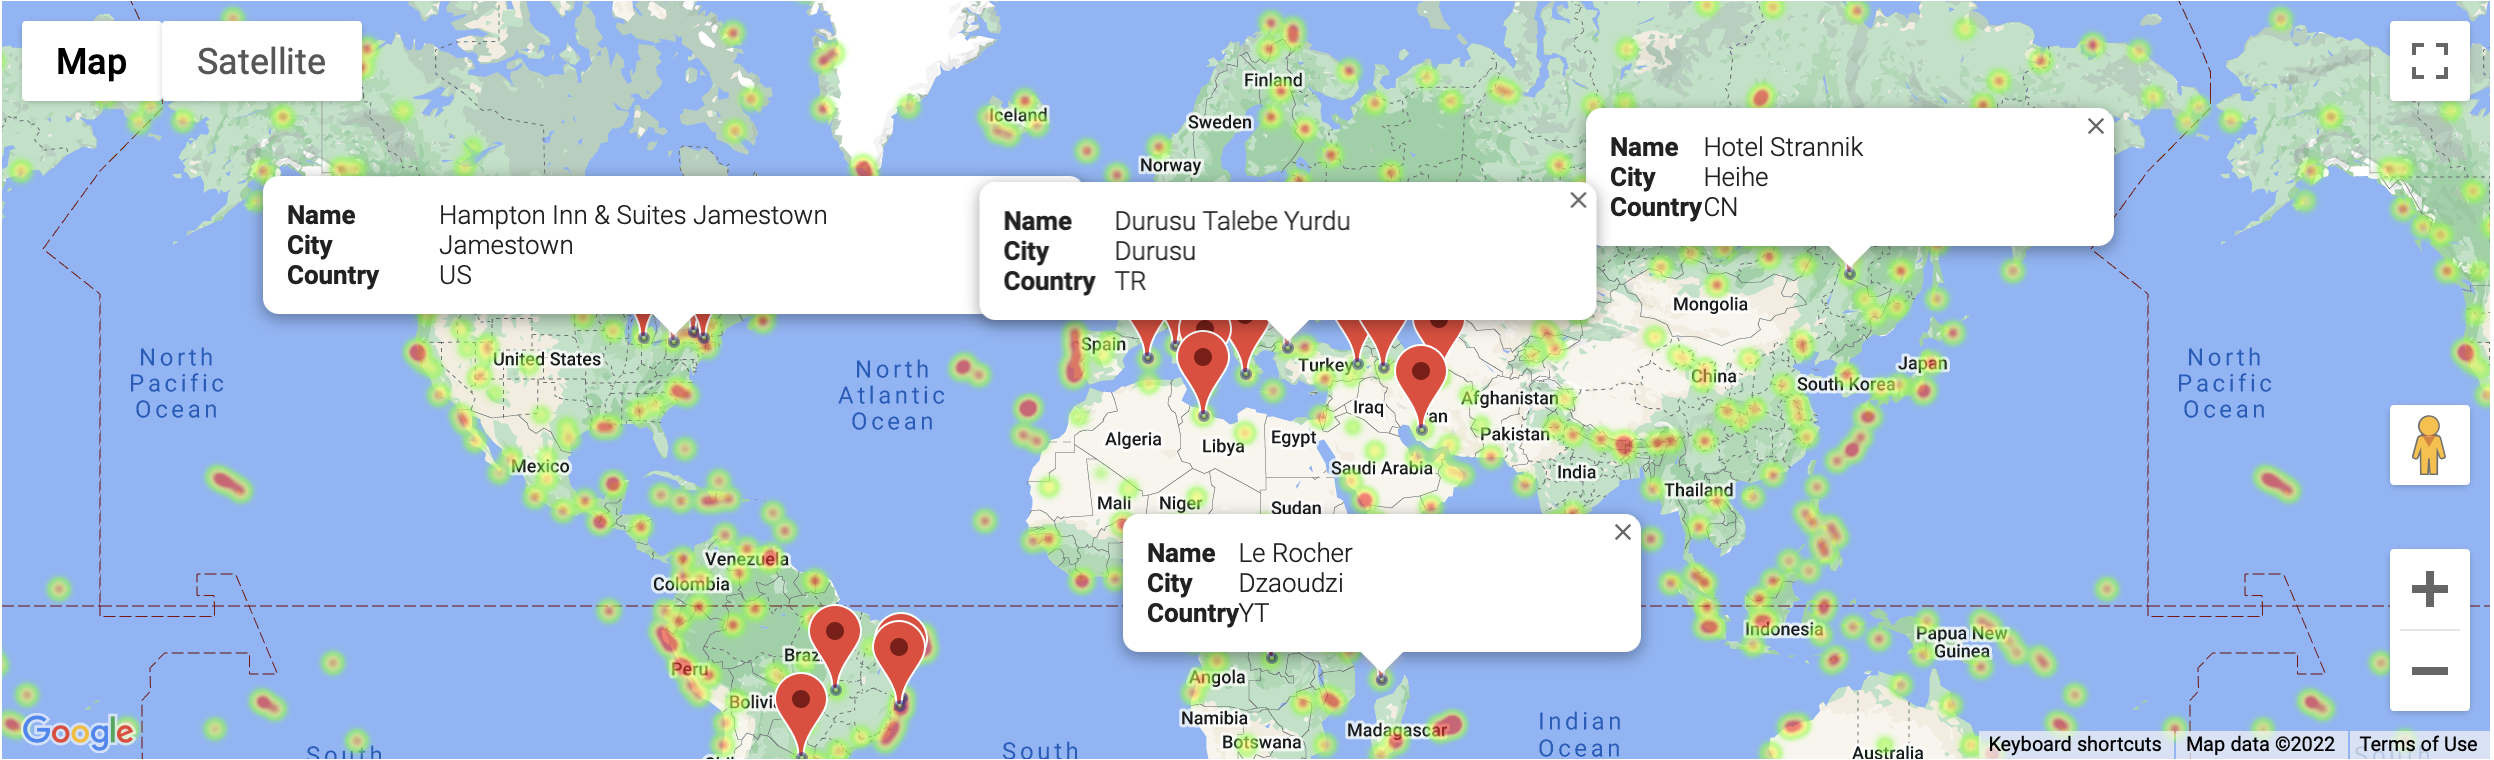 Map
Satellite
Finland
Iceland
Sweden
Norway
Name Hotel Strannik
City Heihe
Country CN
Name Hampton Inn & Suites Jamestown
City Jamestown
Country US
Name Durusu Talebe Yurdu
City Durusu
Country TR
Mongolia
North
Pacific
Ocean
United States
North
Atlantic
Ocean
Spain
Turkey
China
South Korea
Japan
North
Pacific
Ocean
Iraq
an
Afghanistan
Pakistan
Algeria
Libya
Egypt
Saudi Arabia
India
Mexico
Mali
Niger
Sudan
Thailand
Venezuela
Colombia
Name Le Rocher
City Dzaoudzi
Country YT
Indonesia
Papua New
Guinea
Braz
Peru
Bolivi
Angola
Namibia
Botswana
Madagascar
Indian
Ocean
Australia
South
South
South
Google
Keyboard shortcuts
Map data ©2022
Terms of Use